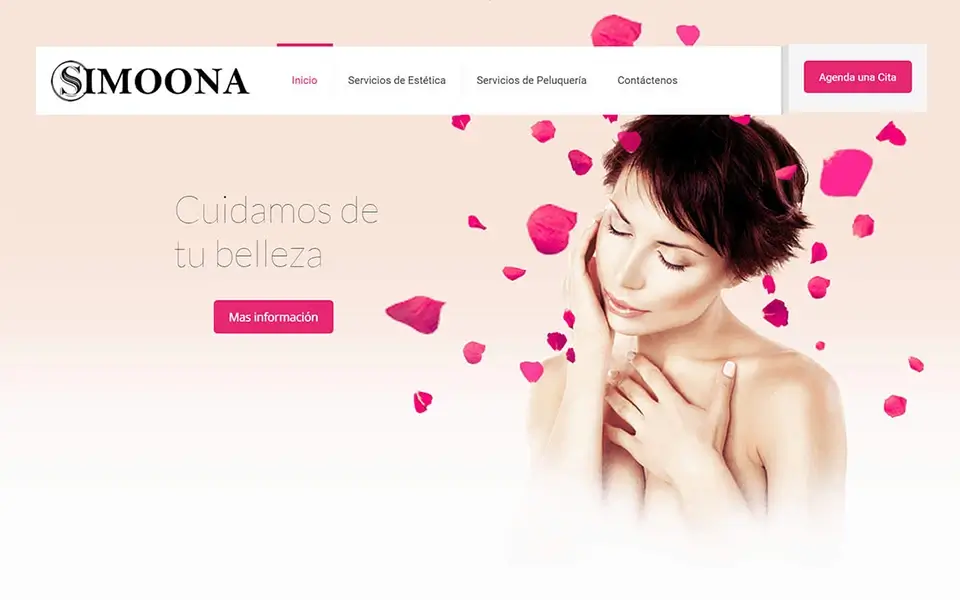 SIMOONA
Inicio
Servicios de Estética
Servicios de Peluquería
Contáctenos
Agenda una Cita
Cuidamos de
tu belleza
Mas información